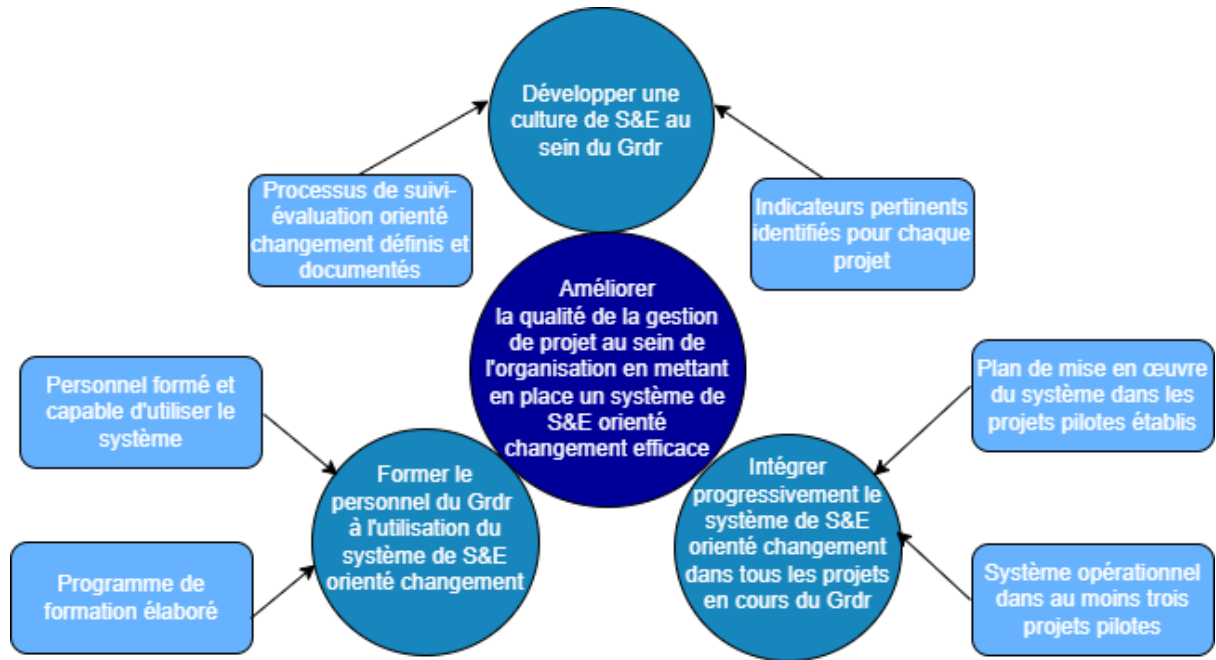 Développer une
culture de S&E au
sein du Grdr
Processus de suivi-
évaluation orienté
changement définis et
documentés
Indicateurs pertinents
identifiés pour chaque
projet
Améliorer
la qualité de la gestion
de projet au sein de
l'organisation en mettant
en place un système de
S&E orienté
changement efficace
Personnel formé et
capable d'utiliser le
système
Plan de mise en œuvre
du système dans les
projets pilotes établis
Former le
personnel du Grdr
à l'utilisation du
système de S&E
orienté changement
Intégrer
progressivement le
système de S&E
orienté changement
dans tous les projets
en cours du Grdr
Programme de
formation élaboré
Système opérationnel
dans au moins trois
projets pilotes